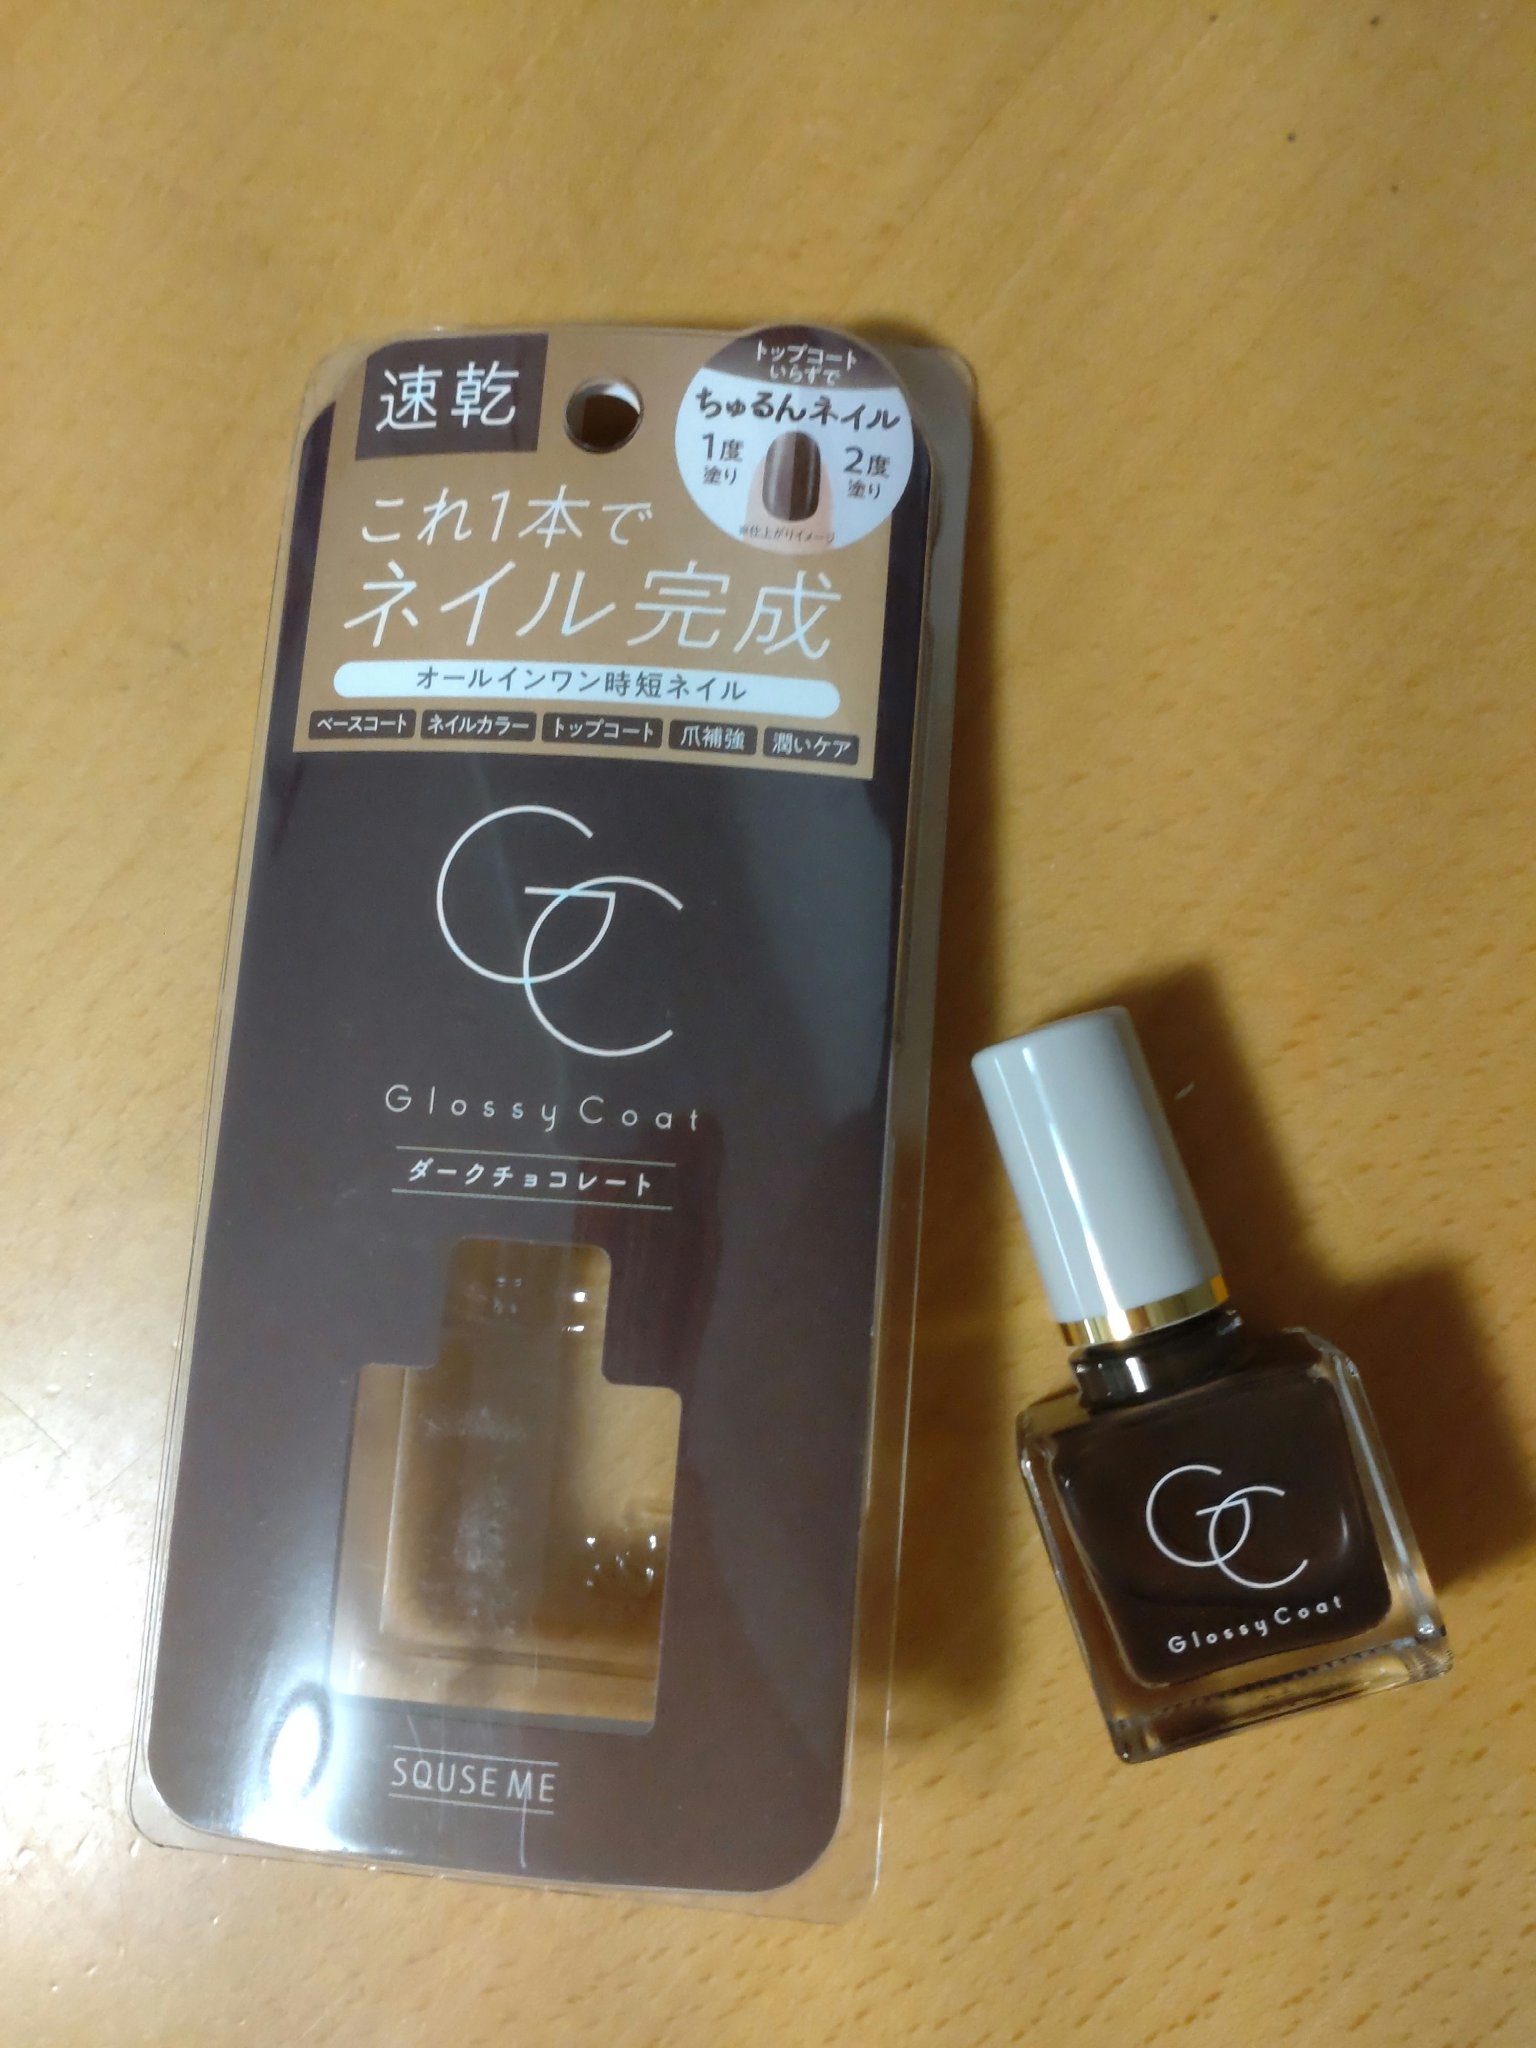 速乾
トップコート
いらずで
ちゅるんネイル
1度
塗り
2度
塗り
※仕上がりイメージ
これ1本で
ネイル完成
オールインワン時短ネイル
ベースコート ネイルカラー トップコート 爪補強 潤いケア
GC
Glossy Coat
ダークチョコレート
SQUSE ME
GC
Glossy Coat